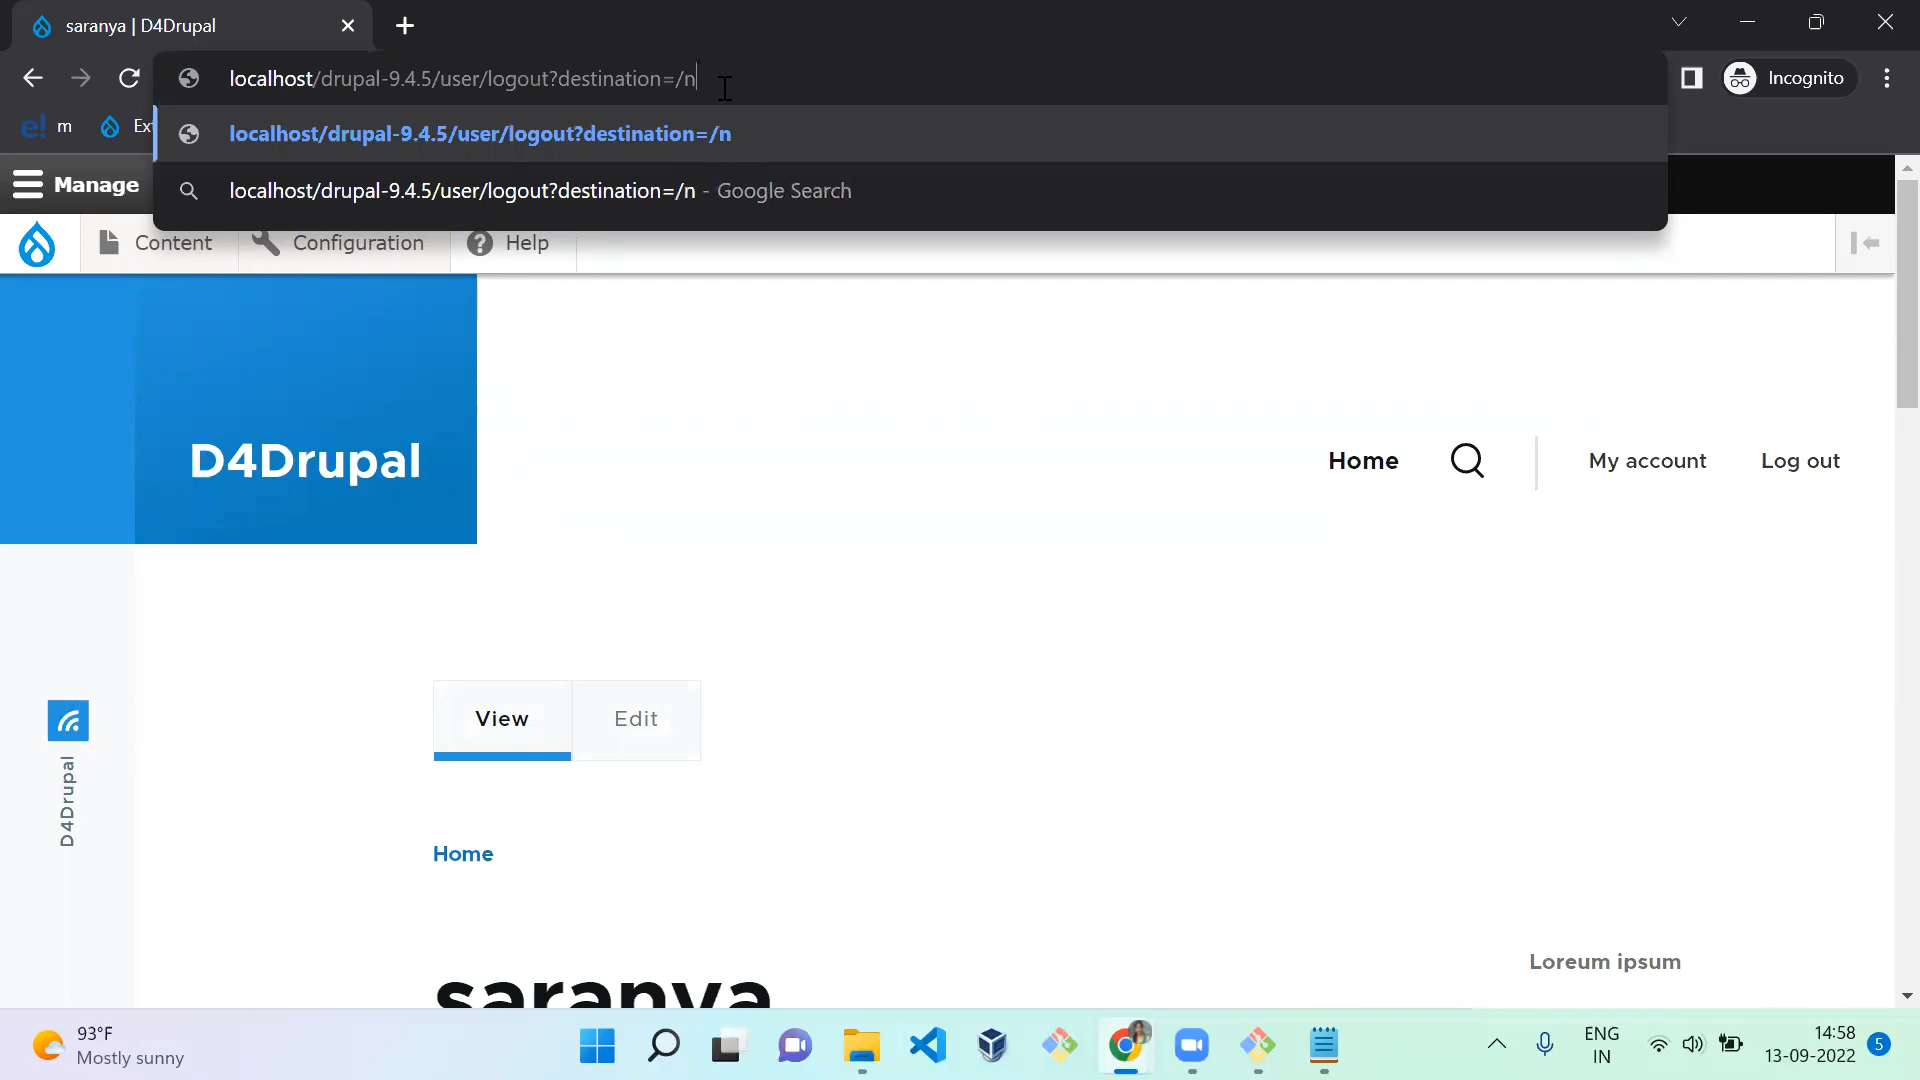 saranya | D4Drupal
localhost/drupal-9.4.5/user/logout?destination=/n
Incognito
m
Ext
localhost/drupal-9.4.5/user/logout?destination=/n
localhost/drupal-9.4.5/user/logout?destination=/n - Google Search
Manage
Content
Configuration
Help
D4Drupal
Home
My account
Log out
View
Edit
D4Drupal
Home
Loreum ipsum
saranya
93°F
Mostly sunny
ENG
IN
14:58
13-09-2022
5